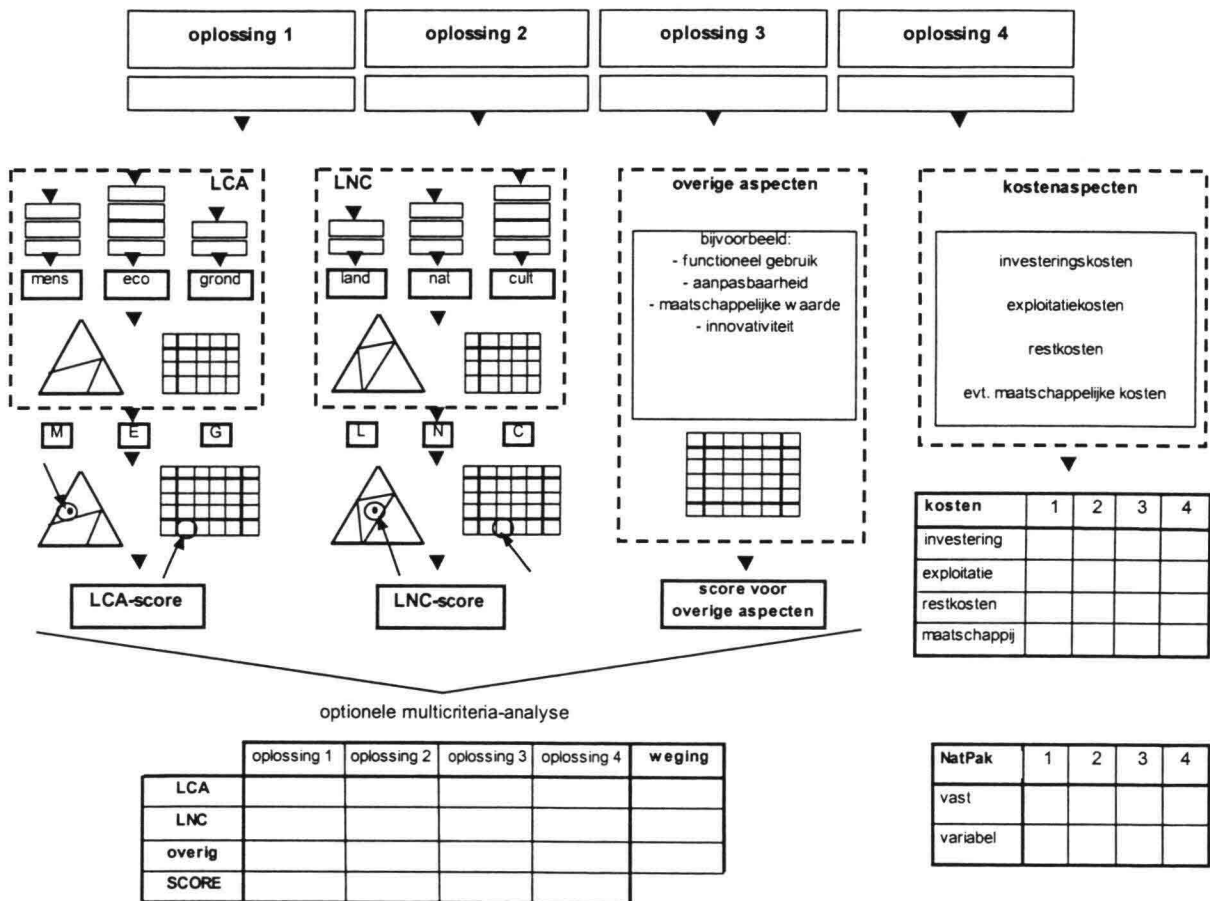 oplossing 1
oplossing 2
oplossing 3
oplossing 4
LCA
mens
eco
grond
M
E
G
LCA-score
LNC
land
nat
cult
L
N
C
LNC-score
overige aspecten
bijvoorbeeld:
- functioneel gebruik
- aanpasbaarheid
- maatschappelijke waarde
- innovativiteit
score voor
overige aspecten
kostenaspecten
investeringskosten
exploitatiekosten
restkosten
evt. maatschappelijke kosten
kosten 1 2 3 4
investering
exploitatie
restkosten
maatschappij
optionele multicriteria-analyse
oplossing 1 oplossing 2 oplossing 3 oplossing 4 weging
LCA
LNC
overig
SCORE
NatPak 1 2 3 4
vast
variabel